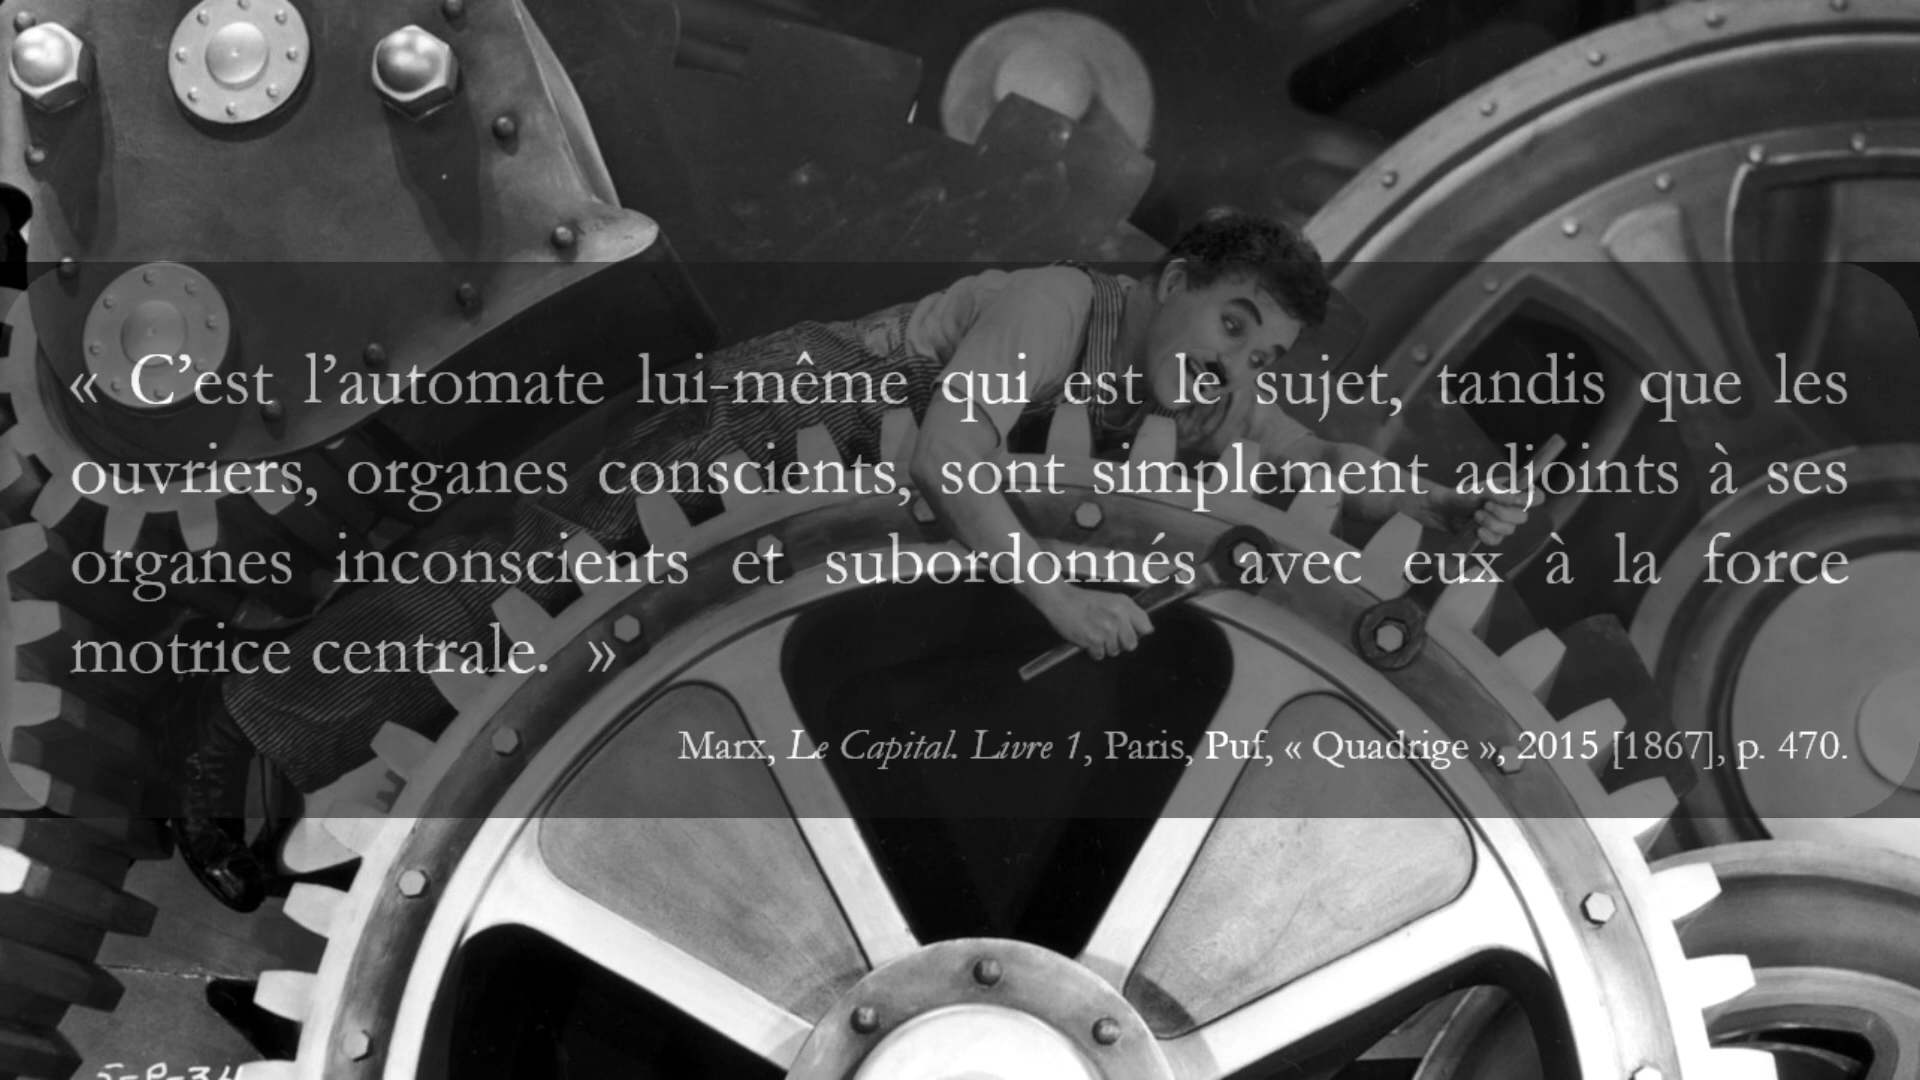 « C’est l’automate lui-même qui est le sujet, tandis que les
ouvriers, organes conscients, sont simplement adjoints à ses
organes inconscients et subordonnés avec eux à la force
motrice centrale. »
Marx, Le Capital. Livre 1, Paris, Puf, « Quadrige », 2015 [1867], p. 470.
5-P-34